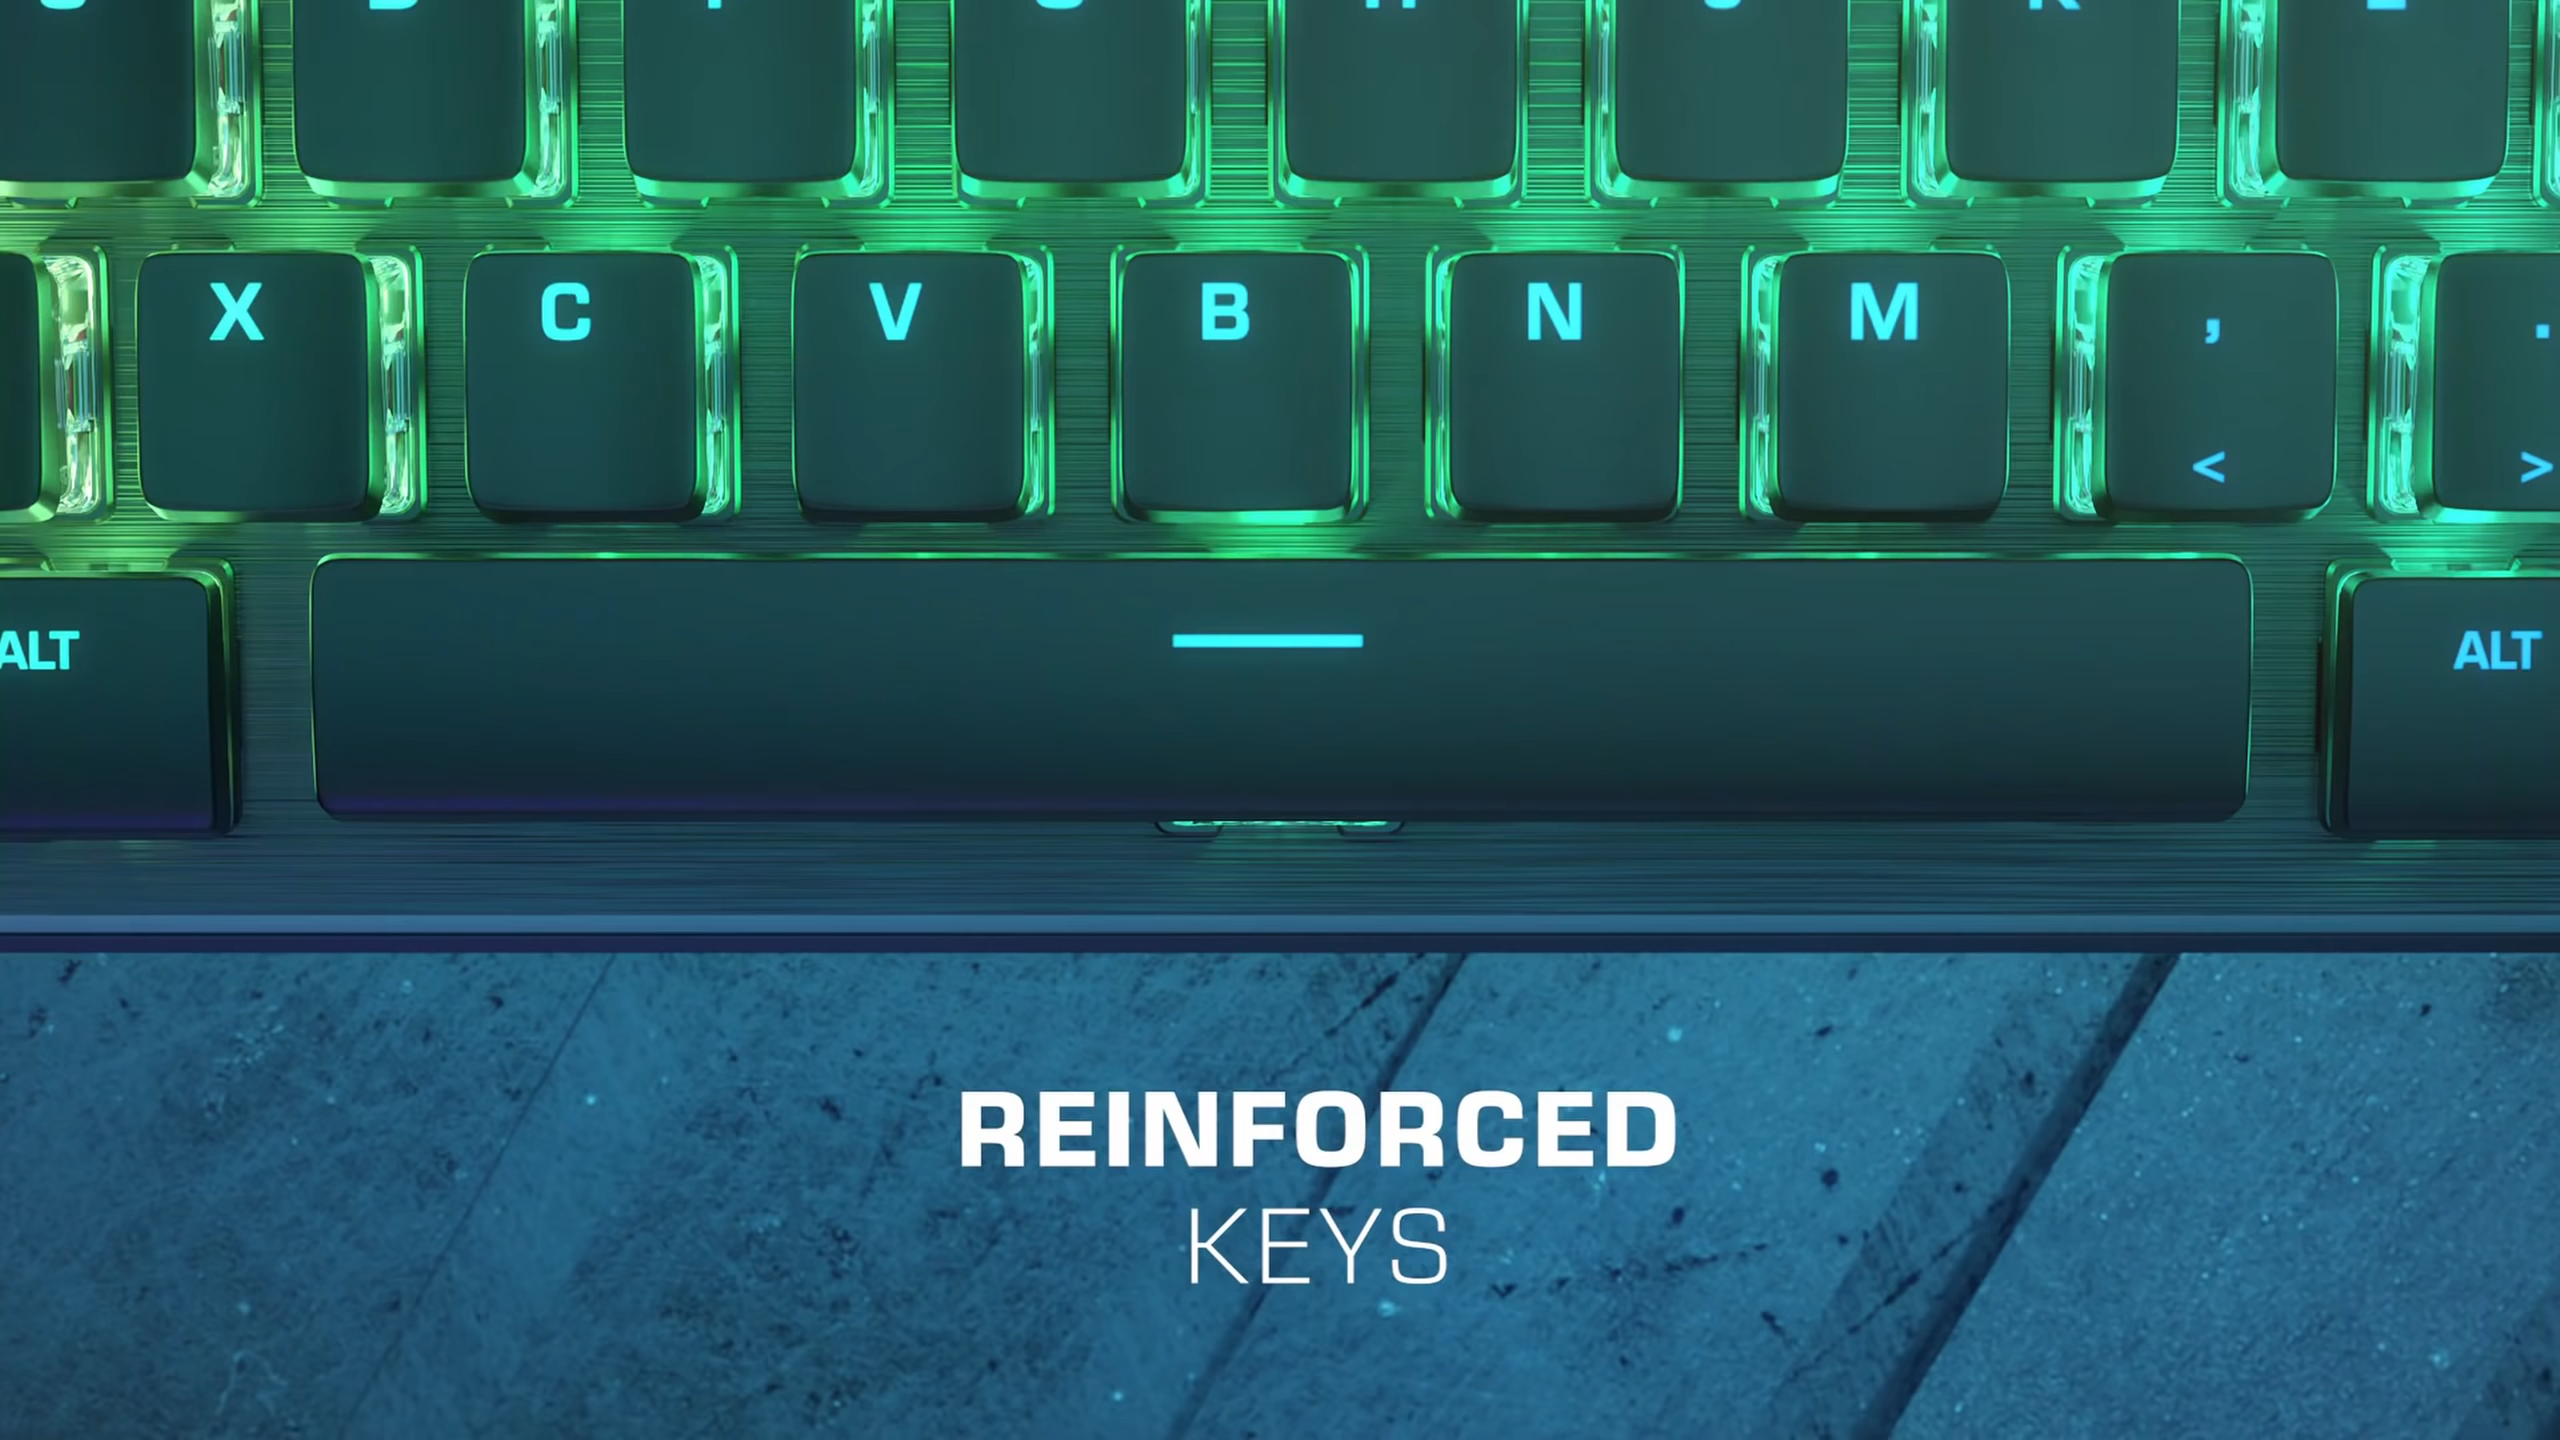 X C V B N M , .
< >
ALT ALT
REINFORCED
KEYS